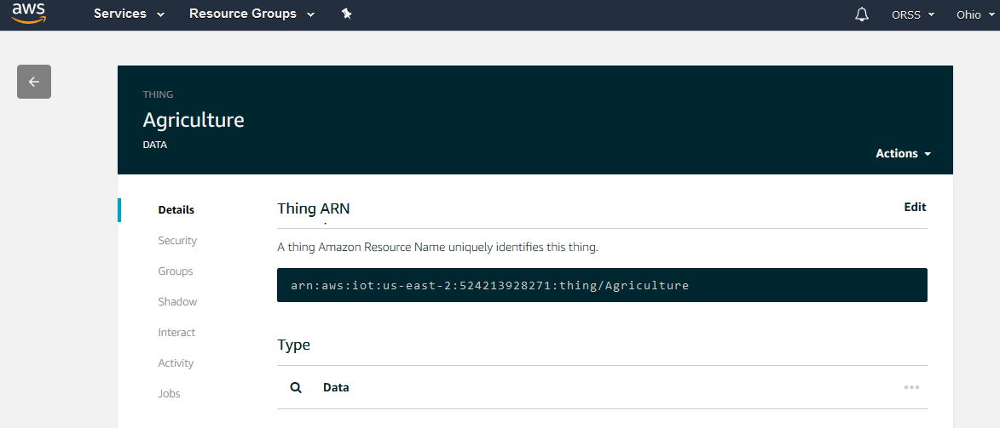 aws Services Resource Groups ORSS Ohio
THING
Agriculture
DATA
Actions
Details
Security
Groups
Shadow
Interact
Activity
Jobs
Thing ARN Edit
A thing Amazon Resource Name uniquely identifies this thing.
arn:aws:iot:us-east-2:524213928271:thing/Agriculture
Type
Data